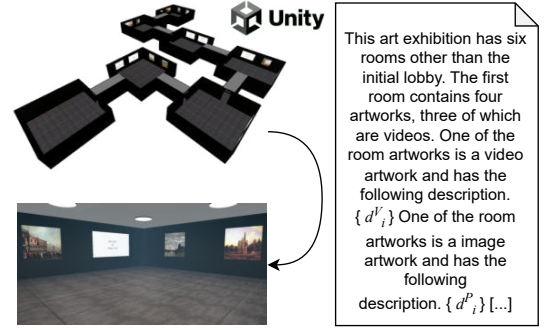 Unity
This art exhibition has six
rooms other than the
initial lobby. The first
room contains four
artworks, three of which
are videos. One of the
room artworks is a video
artwork and has the
following description.
{ dⱽᵢ } One of the room
artworks is a image
artwork and has the
following
description. { dᴾᵢ } [...]